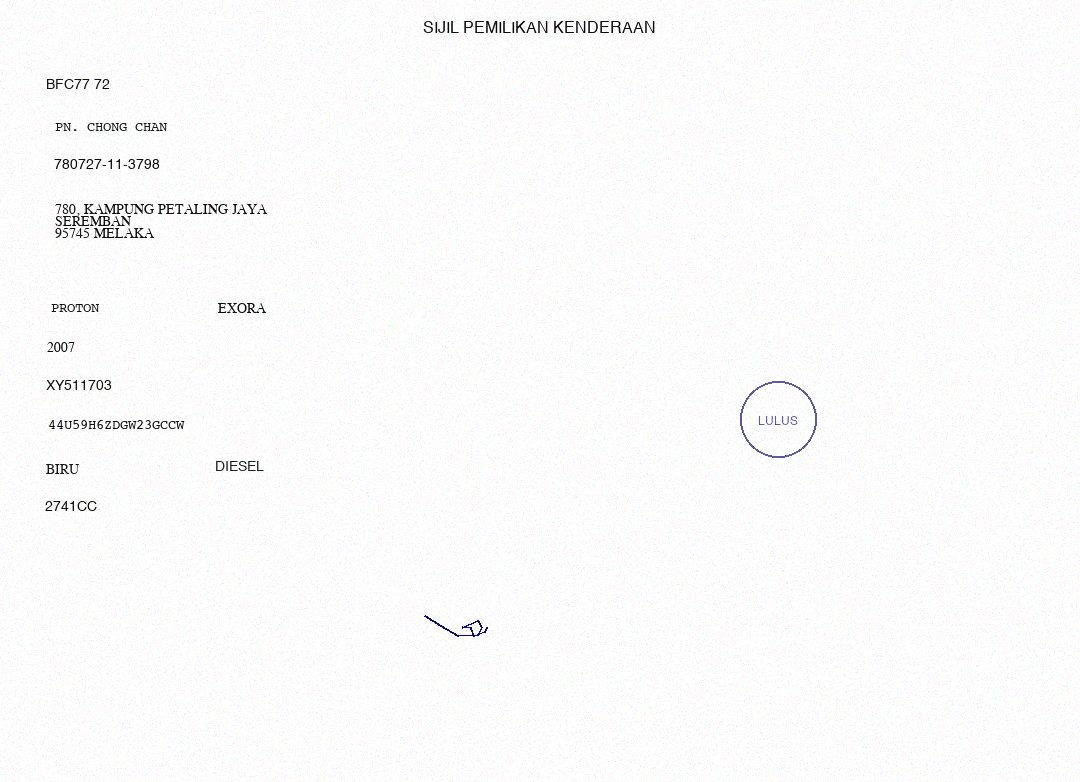 SIJIL PEMILIKAN KENDERAAN
BFC77 72
PN. CHONG CHAN
780727-11-3798
780, KAMPUNG PETALING JAYA
SEREMBAN
95745 MELAKA
PROTON EXORA
2007
XY511703
44U59H6ZDGW23GCCW
BIRU DIESEL
2741CC
LULUS